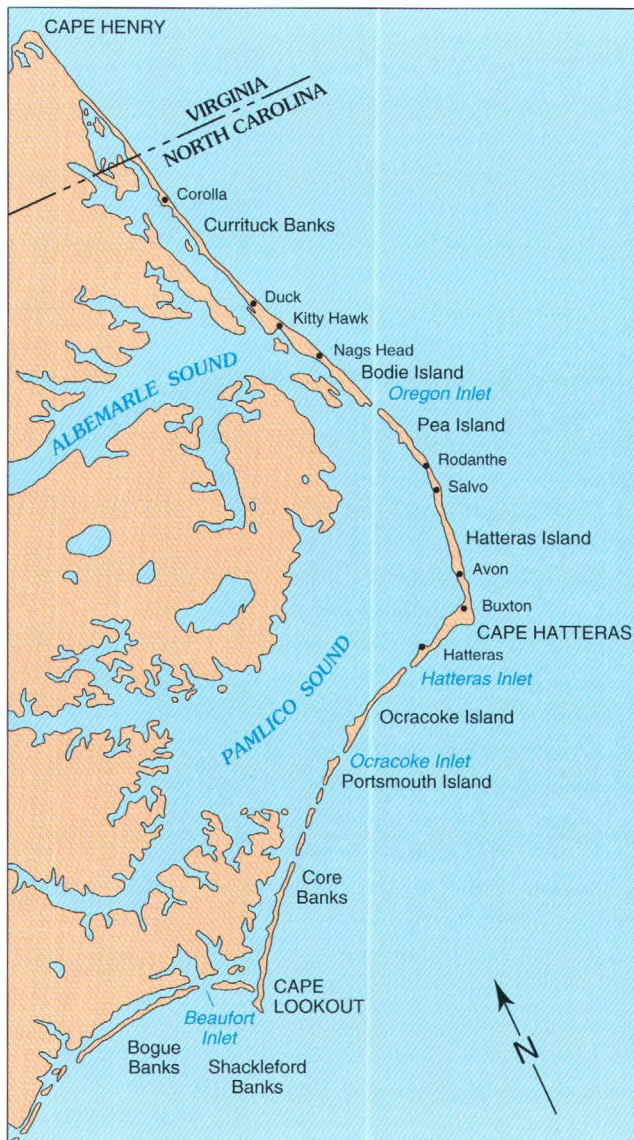 CAPE HENRY
VIRGINIA
NORTH CAROLINA
Corolla
Currituck Banks
Duck
Kitty Hawk
Nags Head
Bodie Island
Oregon Inlet
ALBEMARLE SOUND
Pea Island
Rodanthe
Salvo
Hatteras Island
Avon
Buxton
CAPE HATTERAS
Hatteras
Hatteras Inlet
PAMLICO SOUND
Ocracoke Island
Ocracoke Inlet
Portsmouth Island
Core
Banks
CAPE
LOOKOUT
Beaufort
Inlet
Bogue
Banks
Shackleford
Banks
N